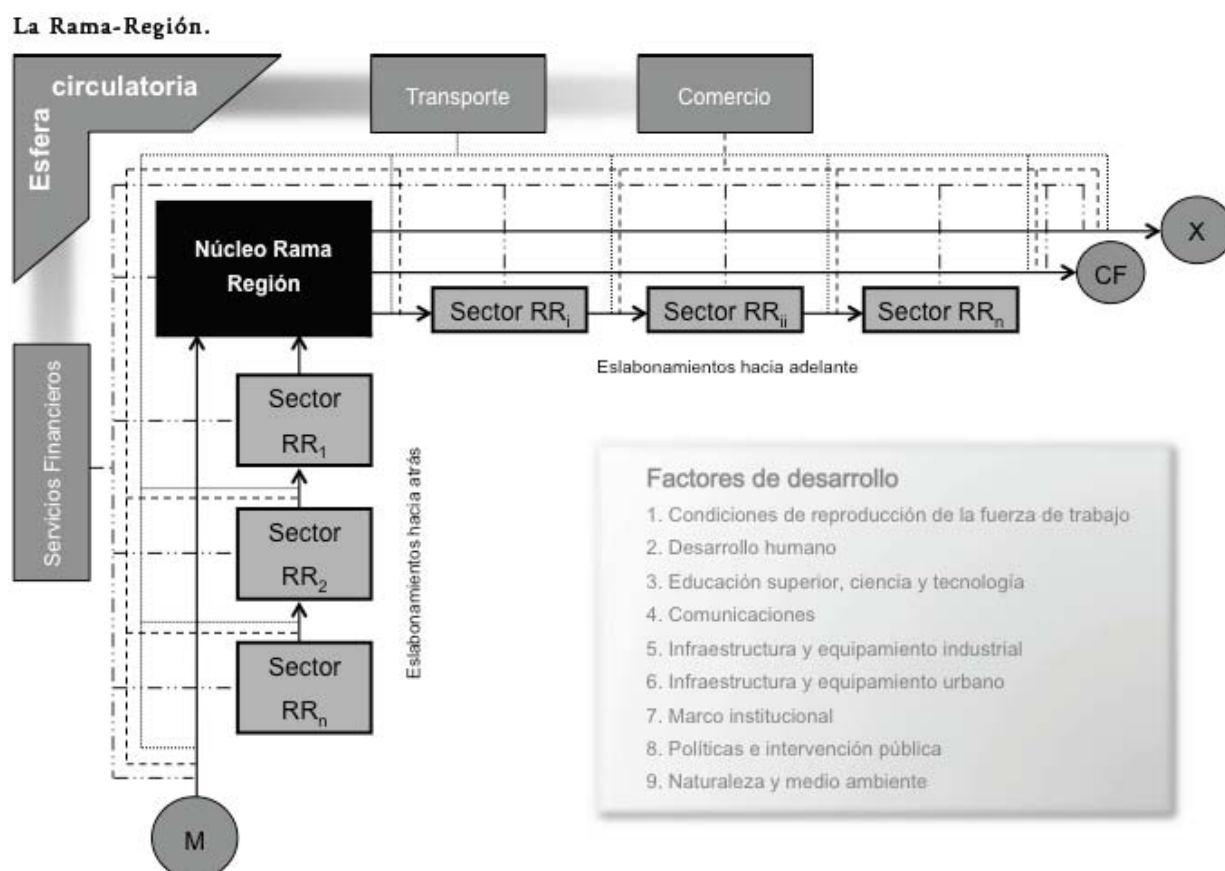 La Rama-Región.
Esfera
circulatoria
Transporte
Comercio
Núcleo Rama
Región
X
CF
Sector RRi
Sector RRii
Sector RRn
Eslabonamientos hacia adelante
Servicios Financieros
Sector
RR1
Sector
RR2
Sector
RRn
Eslabonamientos hacia atrás
M
Factores de desarrollo
1. Condiciones de reproducción de la fuerza de trabajo
2. Desarrollo humano
3. Educación superior, ciencia y tecnología
4. Comunicaciones
5. Infraestructura y equipamiento industrial
6. Infraestructura y equipamiento urbano
7. Marco institucional
8. Políticas e intervención pública
9. Naturaleza y medio ambiente